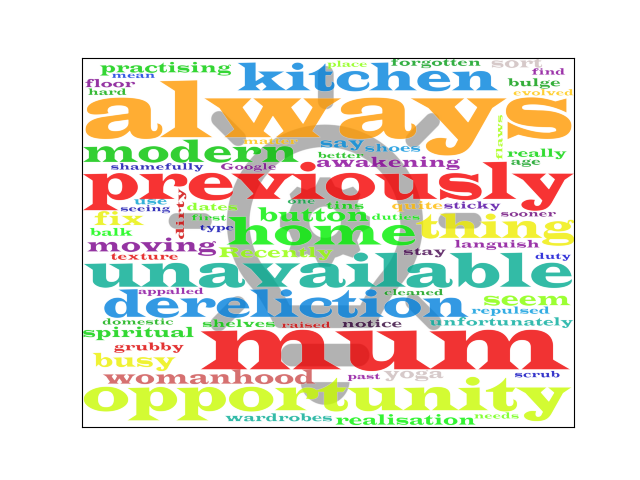 practising place forgotten sort
mean kitchen find
floor bulge
hard evolved
always
makes say shoes flaws
modern better really
shamefully Google awakening age
previously
use one tins quite sticky
seeing dirty dates sooner
fix first button duties thing
balk type home
moving Recently stay languish
texture duty
unavailable
appalled cleaned
dereliction seem
repulsed
domestic shelves raised notice unfortunately
spiritual mum
grubby
busy
womanhood past yoga scrub
opportunity
wardrobes realisation needs